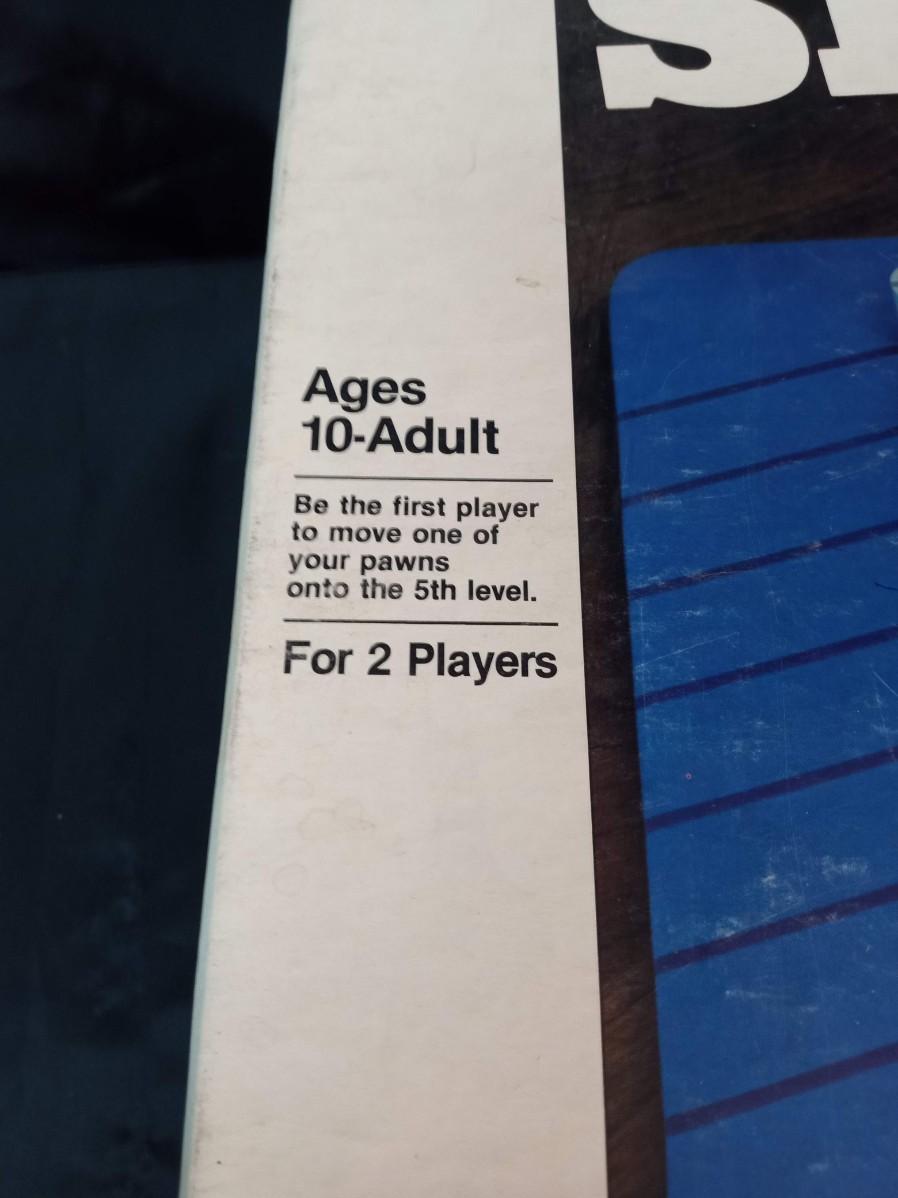 S
Ages
10-Adult
Be the first player
to move one of
your pawns
onto the 5th level.
For 2 Players